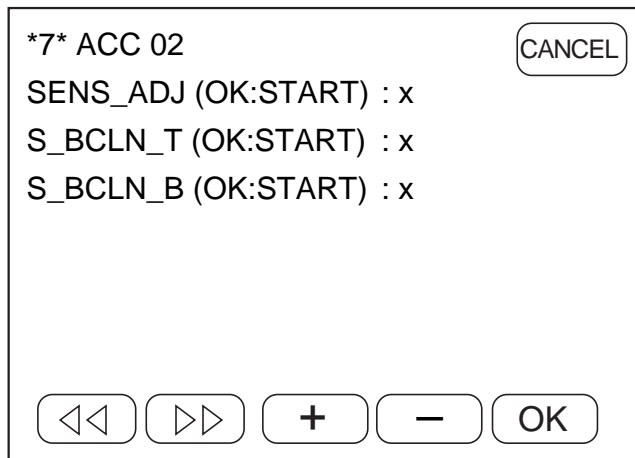 *7* ACC 02
CANCEL
SENS_ADJ (OK:START) : x
S_BCLN_T (OK:START) : x
S_BCLN_B (OK:START) : x
+ − OK